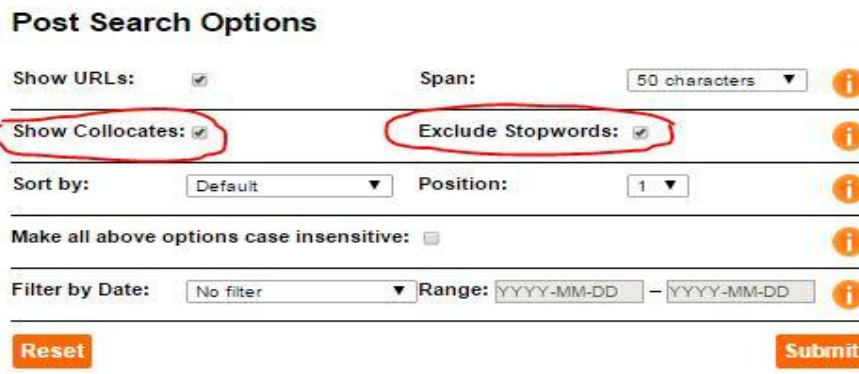 Post Search Options
Show URLs: Span: 50 characters
Show Collocates: Exclude Stopwords:
Sort by: Default Position: 1
Make all above options case insensitive:
Filter by Date: No filter Range: YYYY-MM-DD – YYYY-MM-DD
Reset Submit